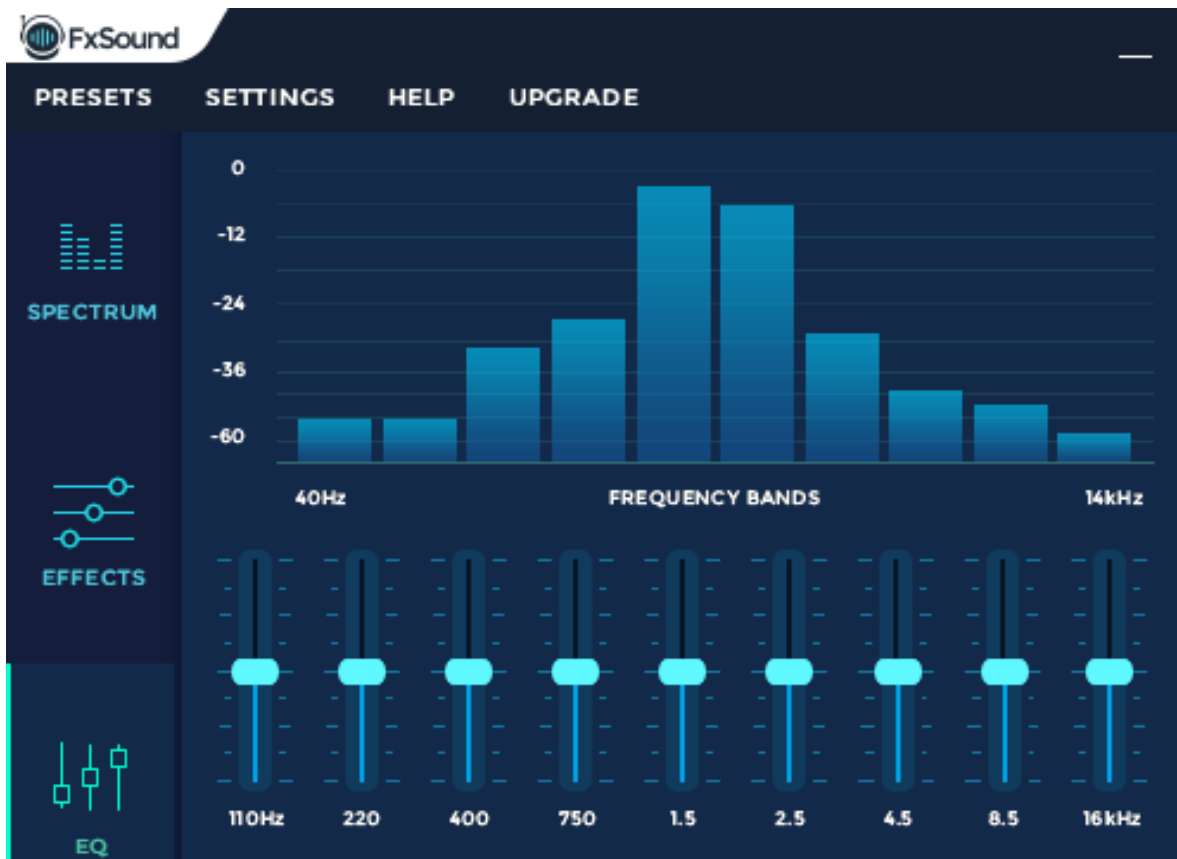 FxSound
PRESETS SETTINGS HELP UPGRADE
0
-12
SPECTRUM
-24
-36
-60
40Hz FREQUENCY BANDS 14kHz
EFFECTS
110Hz 220 400 750 1.5 2.5 4.5 8.5 16kHz
EQ